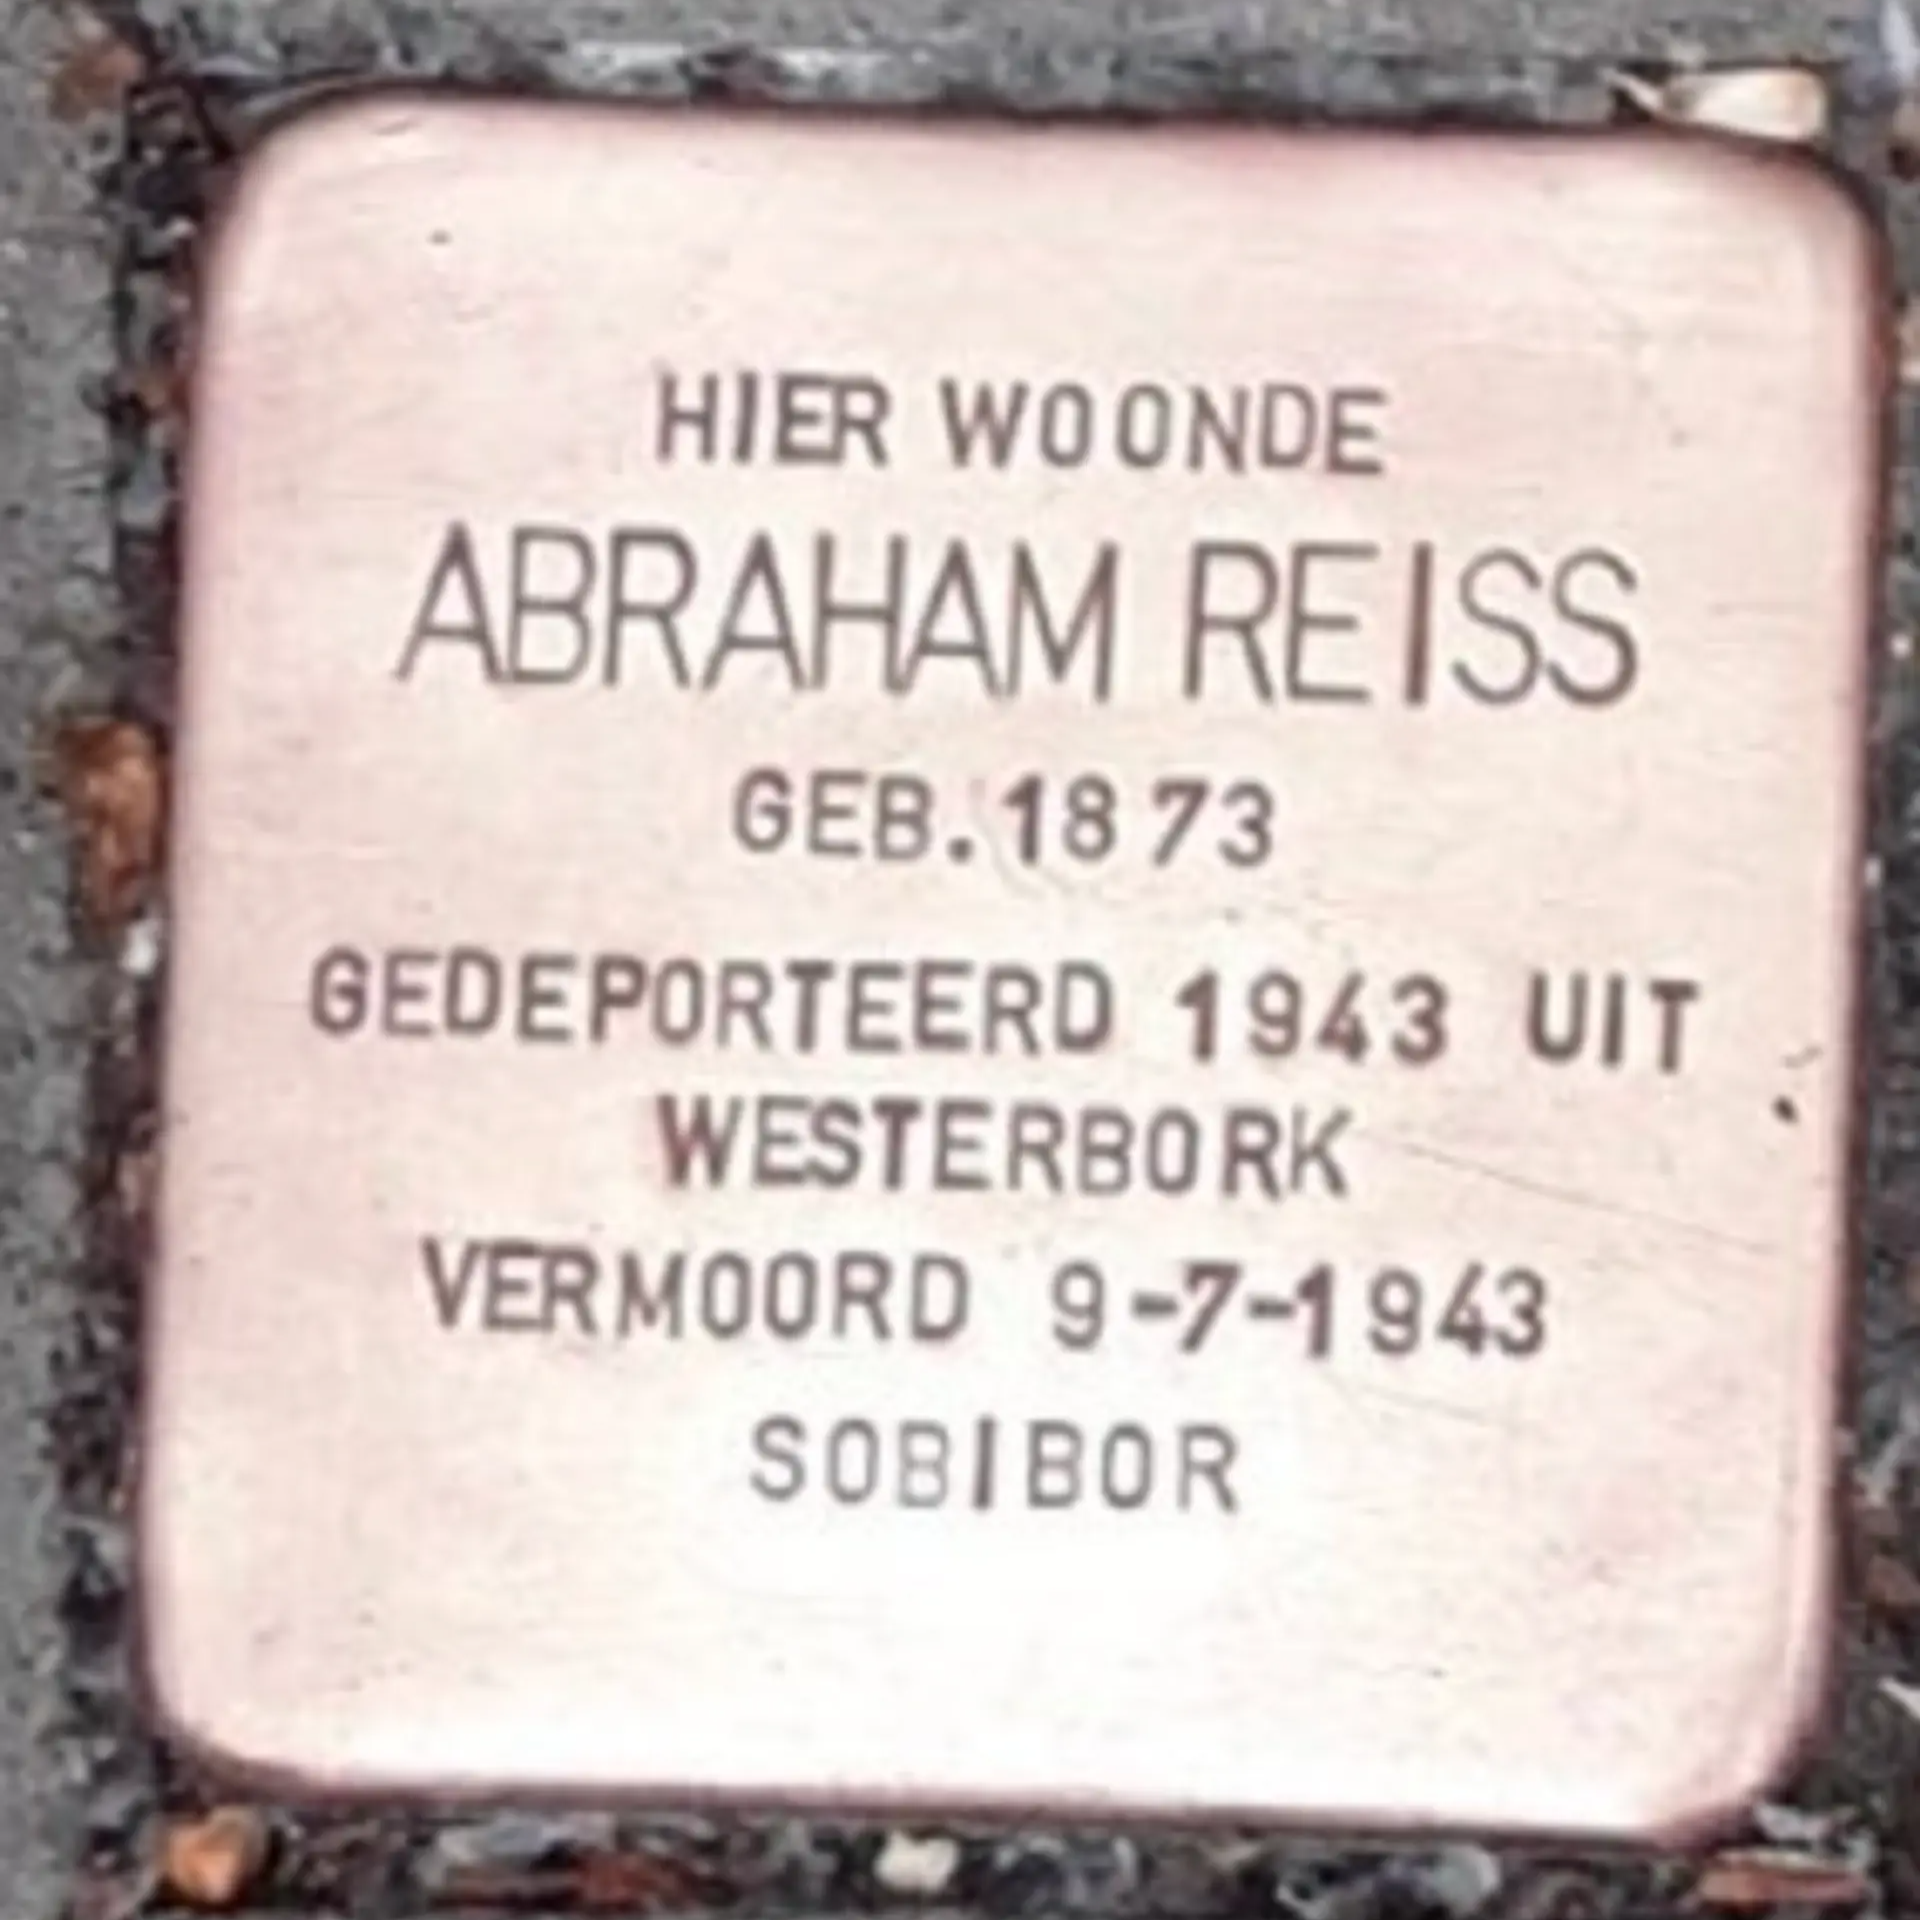 HIER WOONDE
ABRAHAM REISS
GEB. 1873
GEDEPORTEERD 1943 UIT
WESTERBORK
VERMOORD 9-7-1943
SOBIBOR